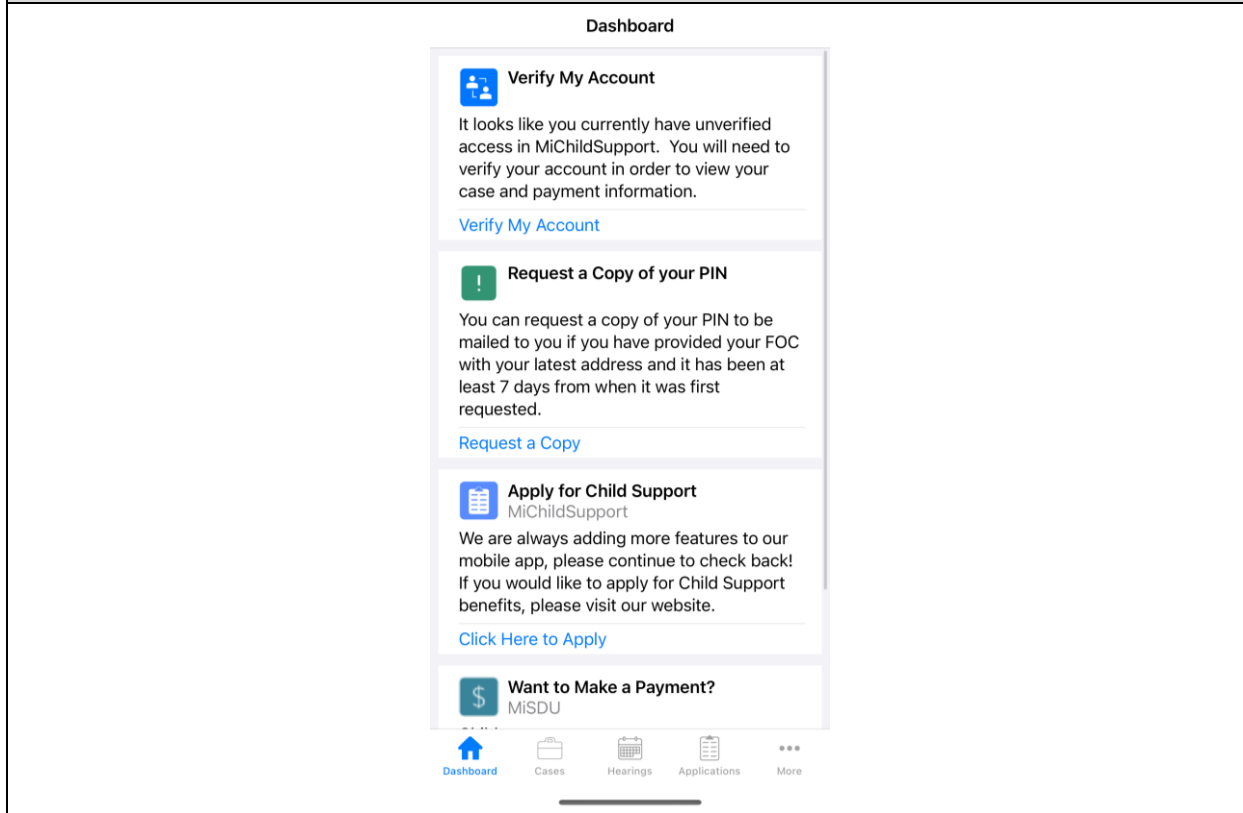 Dashboard
Verify My Account
It looks like you currently have unverified
access in MiChildSupport.  You will need to
verify your account in order to view your
case and payment information.
Verify My Account
Request a Copy of your PIN
You can request a copy of your PIN to be
mailed to you if you have provided your FOC
with your latest address and it has been at
least 7 days from when it was first
requested.
Request a Copy
Apply for Child Support
MiChildSupport
We are always adding more features to our
mobile app, please continue to check back!
If you would like to apply for Child Support
benefits, please visit our website.
Click Here to Apply
Want to Make a Payment?
MiSDU
Dashboard Cases Hearings Applications More